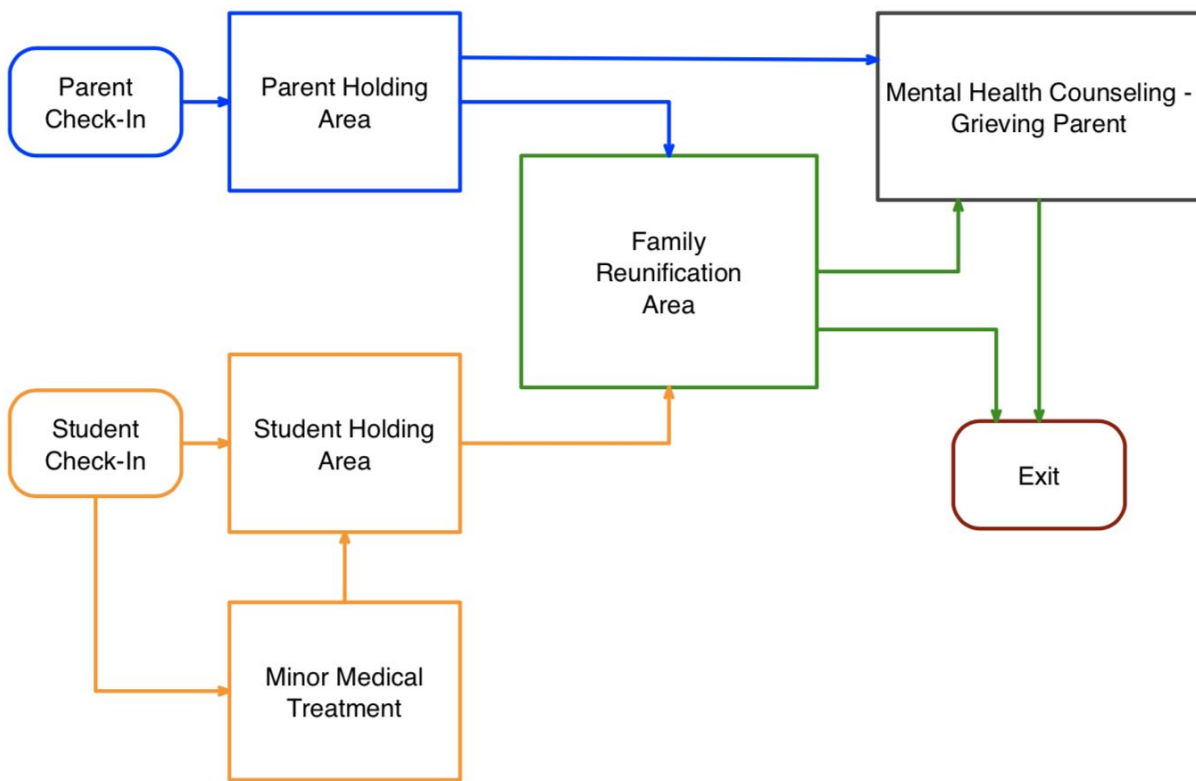 Parent
Check-In
Parent Holding
Area
Mental Health Counseling -
Grieving Parent
Family
Reunification
Area
Student
Check-In
Student Holding
Area
Exit
Minor Medical
Treatment